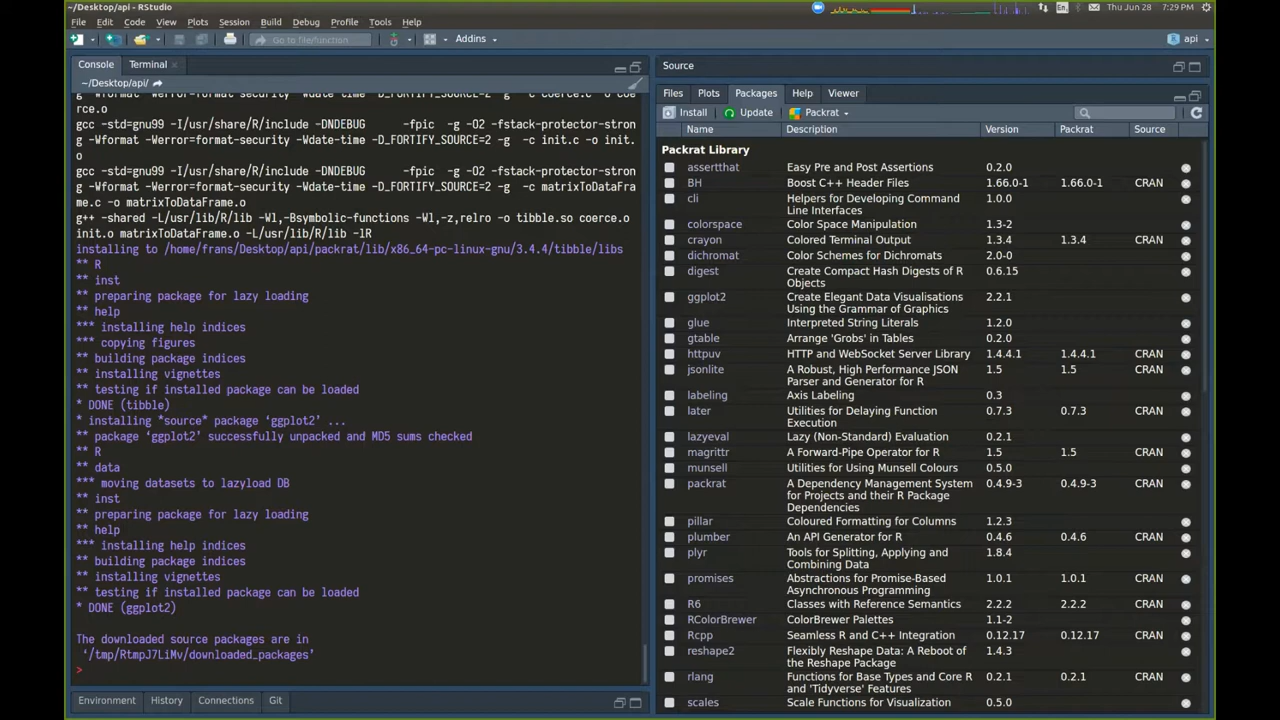 ~/Desktop/api - RStudio
En
Thu Jun 28
7:29 PM
File Edit Code View Plots Session Build Debug Profile Tools Help
Go to file/function
Addins
api
Console Terminal
~/Desktop/api/
g -Wformat -Werror=format-security -Wdate-time -D_FORTIFY_SOURCE=2 -g -c coerce.c -o coe
rce.o
gcc -std=gnu99 -I/usr/share/R/include -DNDEBUG -fpic -g -O2 -fstack-protector-stron
g -Wformat -Werror=format-security -Wdate-time -D_FORTIFY_SOURCE=2 -g -c init.c -o init.
o
gcc -std=gnu99 -I/usr/share/R/include -DNDEBUG -fpic -g -O2 -fstack-protector-stron
g -Wformat -Werror=format-security -Wdate-time -D_FORTIFY_SOURCE=2 -g -c matrixToDataFra
me.c -o matrixToDataFrame.o
g++ -shared -L/usr/lib/R/lib -Wl,-Bsymbolic-functions -Wl,-z,relro -o tibble.so coerce.o
init.o matrixToDataFrame.o -L/usr/lib/R/lib -lR
installing to /home/frans/Desktop/api/packrat/lib/x86_64-pc-linux-gnu/3.4.4/tibble/libs
** R
** inst
** preparing package for lazy loading
** help
*** installing help indices
*** copying figures
** building package indices
** installing vignettes
** testing if installed package can be loaded
* DONE (tibble)
* installing *source* package ‘ggplot2’ ...
** package ‘ggplot2’ successfully unpacked and MD5 sums checked
** R
** data
*** moving datasets to lazyload DB
** inst
** preparing package for lazy loading
** help
*** installing help indices
** building package indices
** installing vignettes
** testing if installed package can be loaded
* DONE (ggplot2)
The downloaded source packages are in
‘/tmp/RtmpJ7LiMv/downloaded_packages’
>
Environment History Connections Git
Source
Files Plots Packages Help Viewer
Install Update Packrat
Name Description Version Packrat Source
Packrat Library
assertthat Easy Pre and Post Assertions 0.2.0
BH Boost C++ Header Files 1.66.0-1 1.66.0-1 CRAN
cli Helpers for Developing Command 1.0.0
Line Interfaces
colorspace Color Space Manipulation 1.3-2
crayon Colored Terminal Output 1.3.4 1.3.4 CRAN
dichromat Color Schemes for Dichromats 2.0-0
digest Create Compact Hash Digests of R 0.6.15
Objects
ggplot2 Create Elegant Data Visualisations 2.2.1
Using the Grammar of Graphics
glue Interpreted String Literals 1.2.0
gtable Arrange 'Grobs' in Tables 0.2.0
httpuv HTTP and WebSocket Server Library 1.4.4.1 1.4.4.1 CRAN
jsonlite A Robust, High Performance JSON 1.5 1.5 CRAN
Parser and Generator for R
labeling Axis Labeling 0.3
later Utilities for Delaying Function 0.7.3 0.7.3 CRAN
Execution
lazyeval Lazy (Non-Standard) Evaluation 0.2.1
magrittr A Forward-Pipe Operator for R 1.5 1.5 CRAN
munsell Utilities for Using Munsell Colours 0.5.0
packrat A Dependency Management System 0.4.9-3 0.4.9-3 CRAN
for Projects and their R Package
Dependencies
pillar Coloured Formatting for Columns 1.2.3
plumber An API Generator for R 0.4.6 0.4.6 CRAN
plyr Tools for Splitting, Applying and 1.8.4
Combining Data
promises Abstractions for Promise-Based 1.0.1 1.0.1 CRAN
Asynchronous Programming
R6 Classes with Reference Semantics 2.2.2 2.2.2 CRAN
RColorBrewer ColorBrewer Palettes 1.1-2
Rcpp Seamless R and C++ Integration 0.12.17 0.12.17 CRAN
reshape2 Flexibly Reshape Data: A Reboot of 1.4.3
the Reshape Package
rlang Functions for Base Types and Core R 0.2.1 0.2.1 CRAN
and 'Tidyverse' Features
scales Scale Functions for Visualization 0.5.0